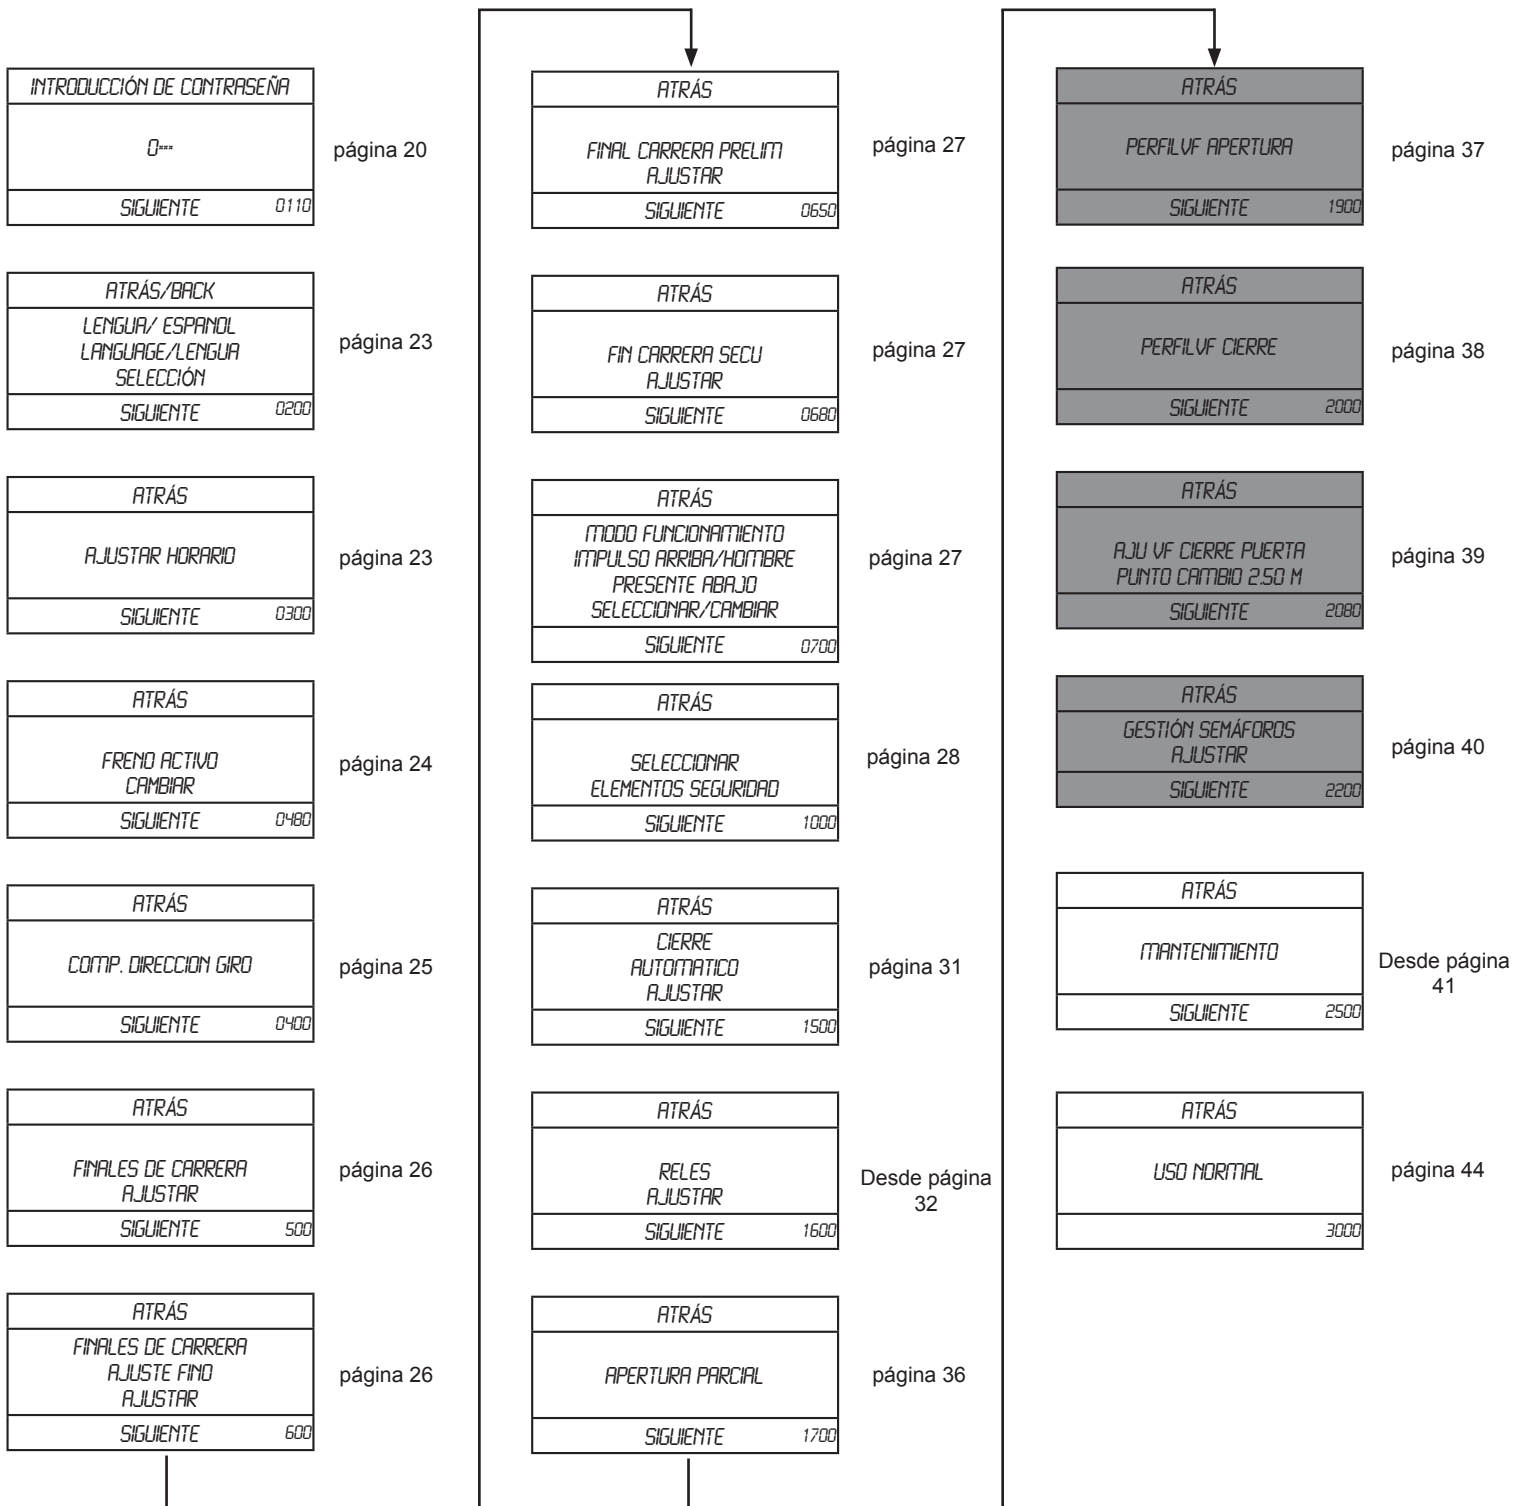 INTRODUCCIÓN DE CONTRASEÑA
0***
SIGUIENTE 0110
página 20
ATRÁS/BACK
LENGUA/ ESPANOL
LANGUAGE/LENGUA
SELECCIÓN
SIGUIENTE 0200
página 23
ATRÁS
AJUSTAR HORARIO
SIGUIENTE 0300
página 23
ATRÁS
FRENO ACTIVO
CAMBIAR
SIGUIENTE 0480
página 24
ATRÁS
COMP. DIRECCION GIRO
SIGUIENTE 0400
página 25
ATRÁS
FINALES DE CARRERA
AJUSTAR
SIGUIENTE 500
página 26
ATRÁS
FINALES DE CARRERA
AJUSTE FINO
AJUSTAR
SIGUIENTE 600
página 26
ATRÁS
FINAL CARRERA PRELIM
AJUSTAR
SIGUIENTE 0650
página 27
ATRÁS
FIN CARRERA SECU
AJUSTAR
SIGUIENTE 0680
página 27
ATRÁS
MODO FUNCIONAMIENTO
IMPULSO ARRIBA/HOMBRE
PRESENTE ABAJO
SELECCIONAR/CAMBIAR
SIGUIENTE 0700
página 27
ATRÁS
SELECCIONAR
ELEMENTOS SEGURIDAD
SIGUIENTE 1000
página 28
ATRÁS
CIERRE
AUTOMATICO
AJUSTAR
SIGUIENTE 1500
página 31
ATRÁS
RELES
AJUSTAR
SIGUIENTE 1600
Desde página
32
ATRÁS
APERTURA PARCIAL
SIGUIENTE 1700
página 36
ATRÁS
PERFILVF APERTURA
SIGUIENTE 1900
página 37
ATRÁS
PERFILVF CIERRE
SIGUIENTE 2000
página 38
ATRÁS
AJU VF CIERRE PUERTA
PUNTO CAMBIO 2.50 M
SIGUIENTE 2080
página 39
ATRÁS
GESTIÓN SEMÁFOROS
AJUSTAR
SIGUIENTE 2200
página 40
ATRÁS
MANTENIMIENTO
SIGUIENTE 2500
Desde página
41
ATRÁS
USO NORMAL
3000
página 44